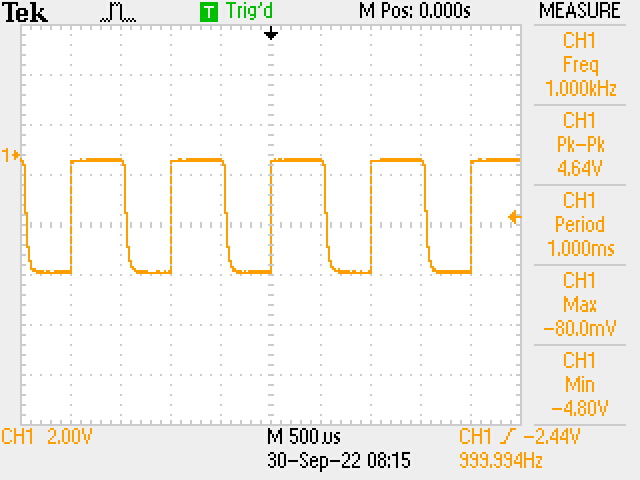 Tek T Trig'd M Pos: 0.000s MEASURE
CH1
Freq
1.000kHz
CH1
Pk-Pk
4.64V
CH1
Period
1.000ms
CH1
Max
-80.0mV
CH1
Min
-4.80V
1
CH1 2.00V M 500µs CH1 -2.44V
30-Sep-22 08:15 999.994Hz